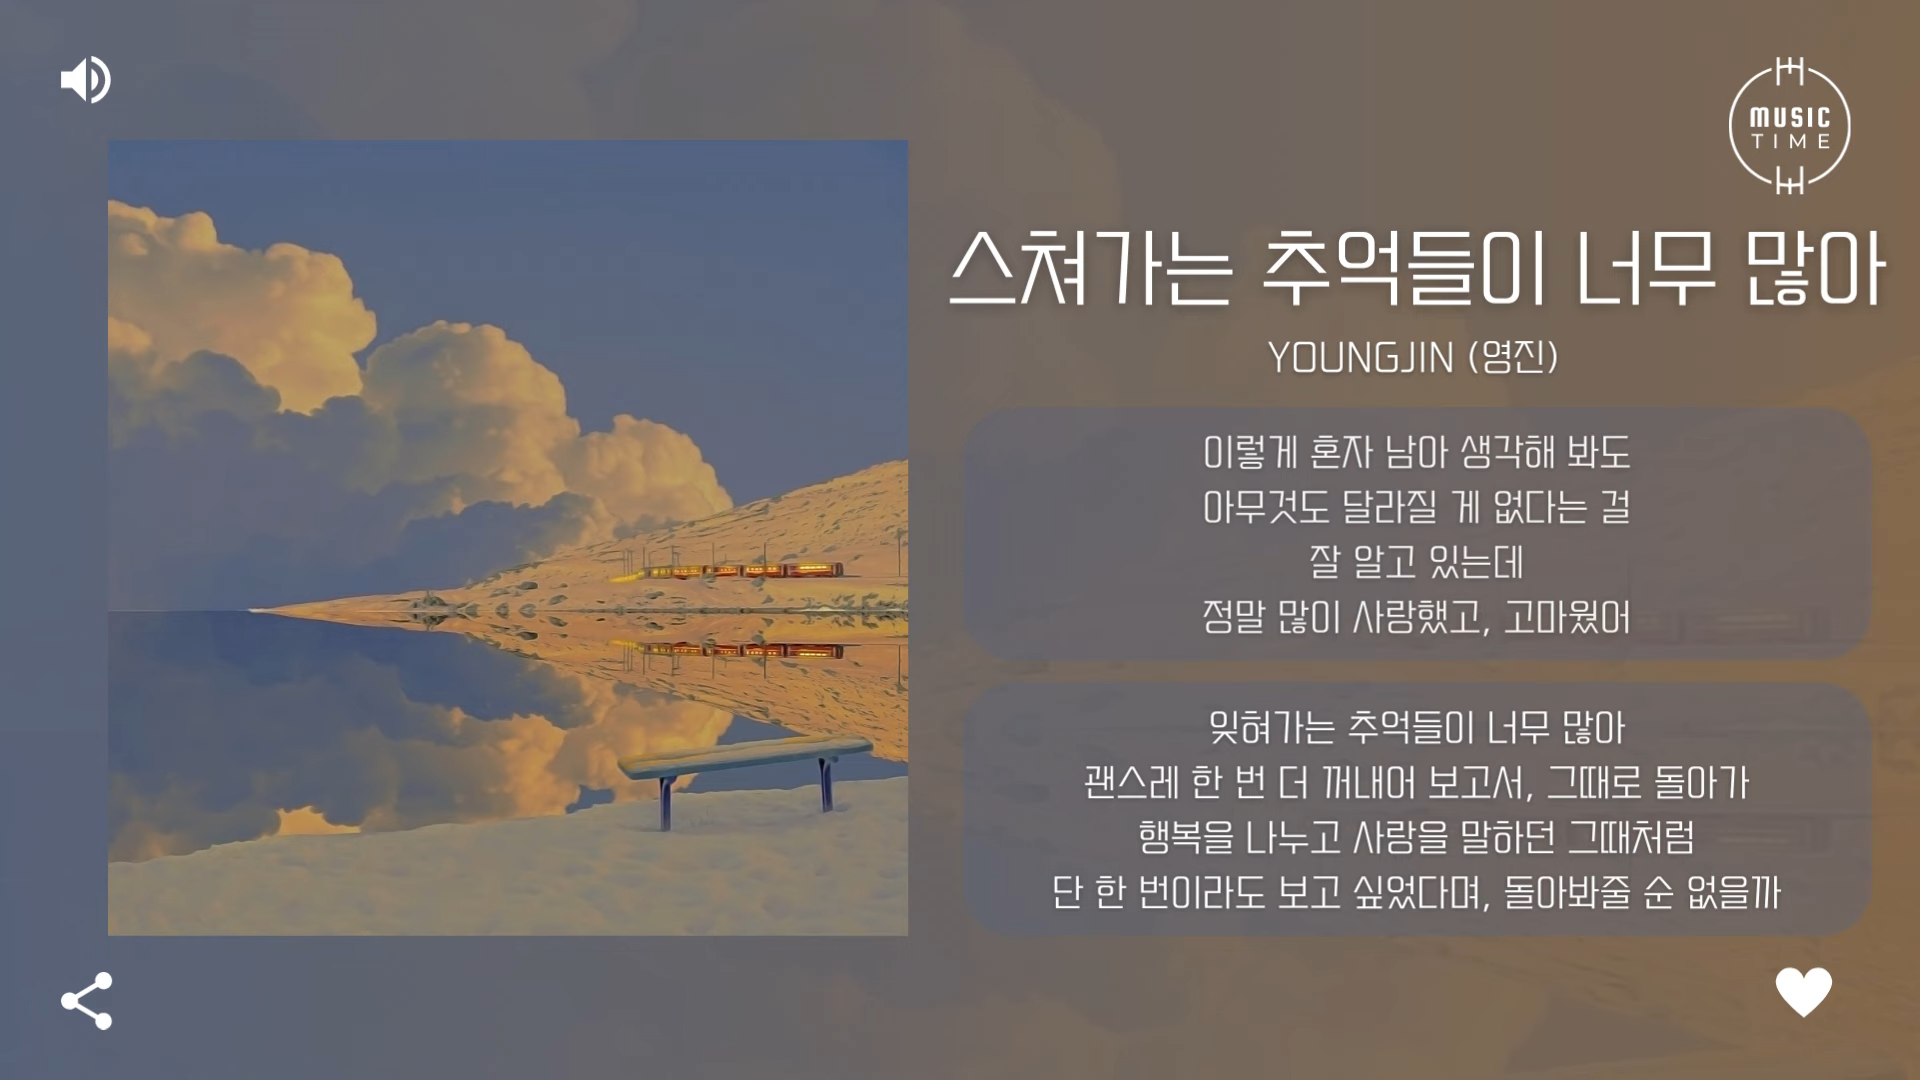 MUSIC
TIME
스쳐가는 추억들이 너무 많아
YOUNGJIN (영진)
이렇게 혼자 남아 생각해 봐도
아무것도 달라질 게 없다는 걸
잘 알고 있는데
정말 많이 사랑했고, 고마웠어
잊혀가는 추억들이 너무 많아
괜스레 한 번 더 꺼내어 보고서, 그때로 돌아가
행복을 나누고 사랑을 말하던 그때처럼
단 한 번이라도 보고 싶었다며, 돌아봐줄 순 없을까